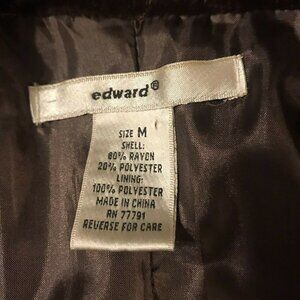 edward®
SIZE M
SHELL:
80% RAYON
20% POLYESTER
LINING:
100% POLYESTER
MADE IN CHINA
RN 77791
REVERSE FOR CARE